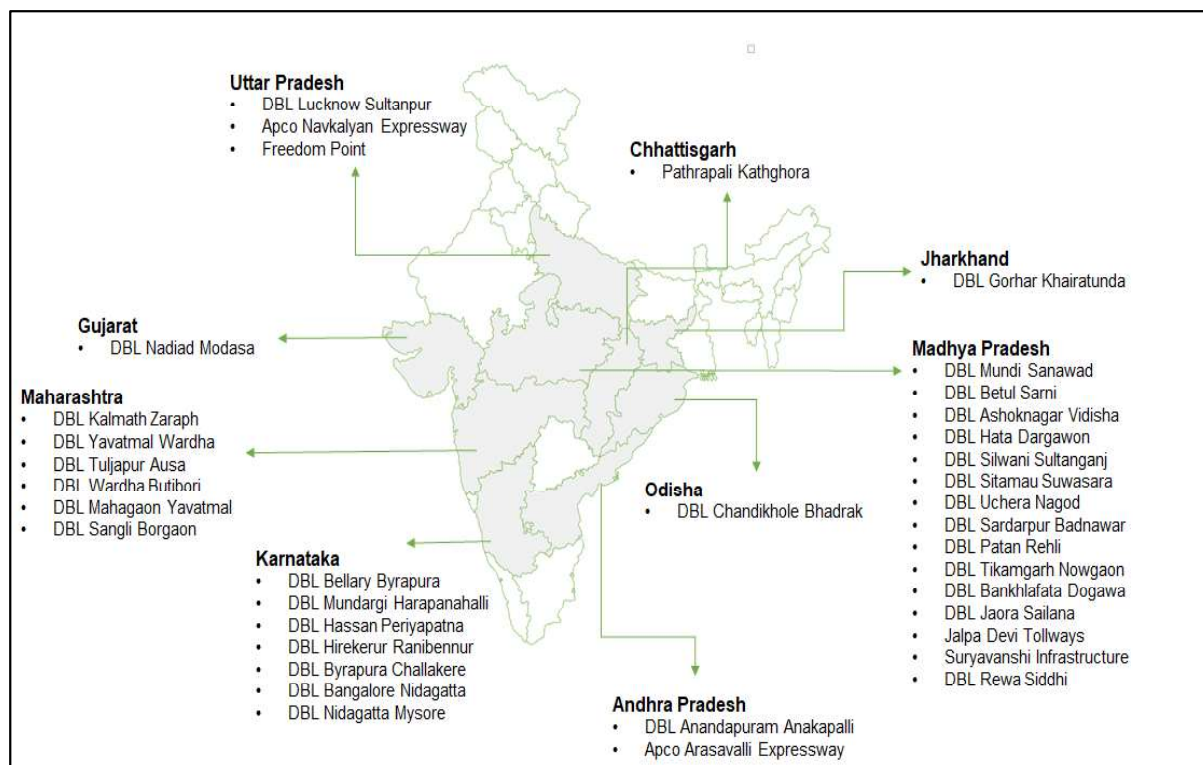 Uttar Pradesh
• DBL Lucknow Sultanpur
• Apco Navkalyan Expressway
• Freedom Point
Chhattisgarh
• Pathrapali Kathghora
Jharkhand
• DBL Gorhar Khairatunda
Gujarat
• DBL Nadiad Modasa
Maharashtra
• DBL Kalmath Zaraph
• DBL Yavatmal Wardha
• DBL Tuljapur Ausa
• DBL Wardha Butibori
• DBL Mahagaon Yavatmal
• DBL Sangli Borgaon
Madhya Pradesh
• DBL Mundi Sanawad
• DBL Betul Sarni
• DBL Ashoknagar Vidisha
• DBL Hata Dargawon
• DBL Silwani Sultanganj
• DBL Sitamau Suwasara
• DBL Uchera Nagod
• DBL Sardarpur Badnawar
• DBL Patan Rehli
• DBL Tikamgarh Nowgaon
• DBL Bankhlafata Dogawa
• DBL Jaora Sailana
• Jalpa Devi Tollways
• Suryavanshi Infrastructure
• DBL Rewa Siddhi
Odisha
• DBL Chandikhole Bhadrak
Karnataka
• DBL Bellary Byrapura
• DBL Mundargi Harapanahalli
• DBL Hassan Periyapatna
• DBL Hirekerur Ranibennur
• DBL Byrapura Challakere
• DBL Bangalore Nidagatta
• DBL Nidagatta Mysore
Andhra Pradesh
• DBL Anandapuram Anakapalli
• Apco Arasavalli Expressway